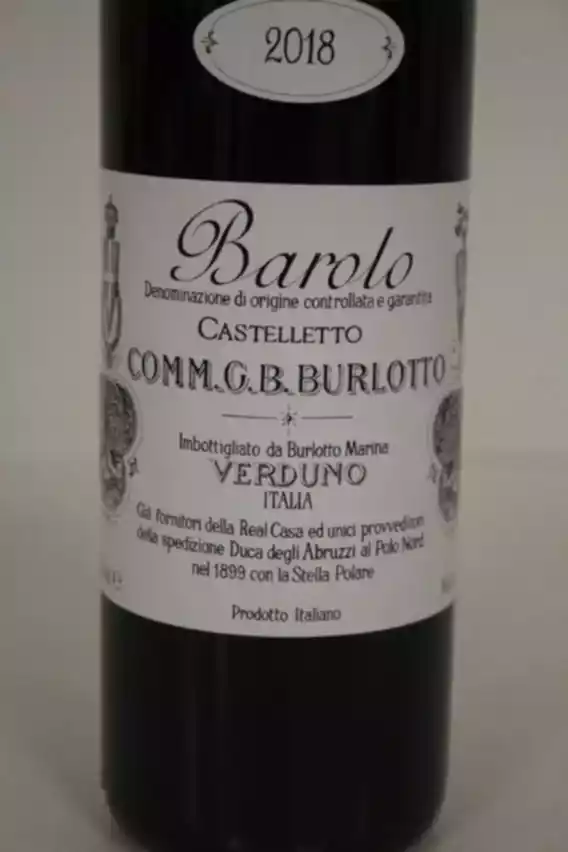 2018
Barolo
Denominazione di origine controllata e garantita
CASTELLETTO
COMM. G. B. BURLOTTO
Imbottigliato da Burlotto Marina
VERDUNO
ITALIA
Già fornitori della Real Casa ed unici provveditori
della spedizione Duca degli Abruzzi al Polo Nord
nel 1899 con la Stella Polare
Prodotto Italiano